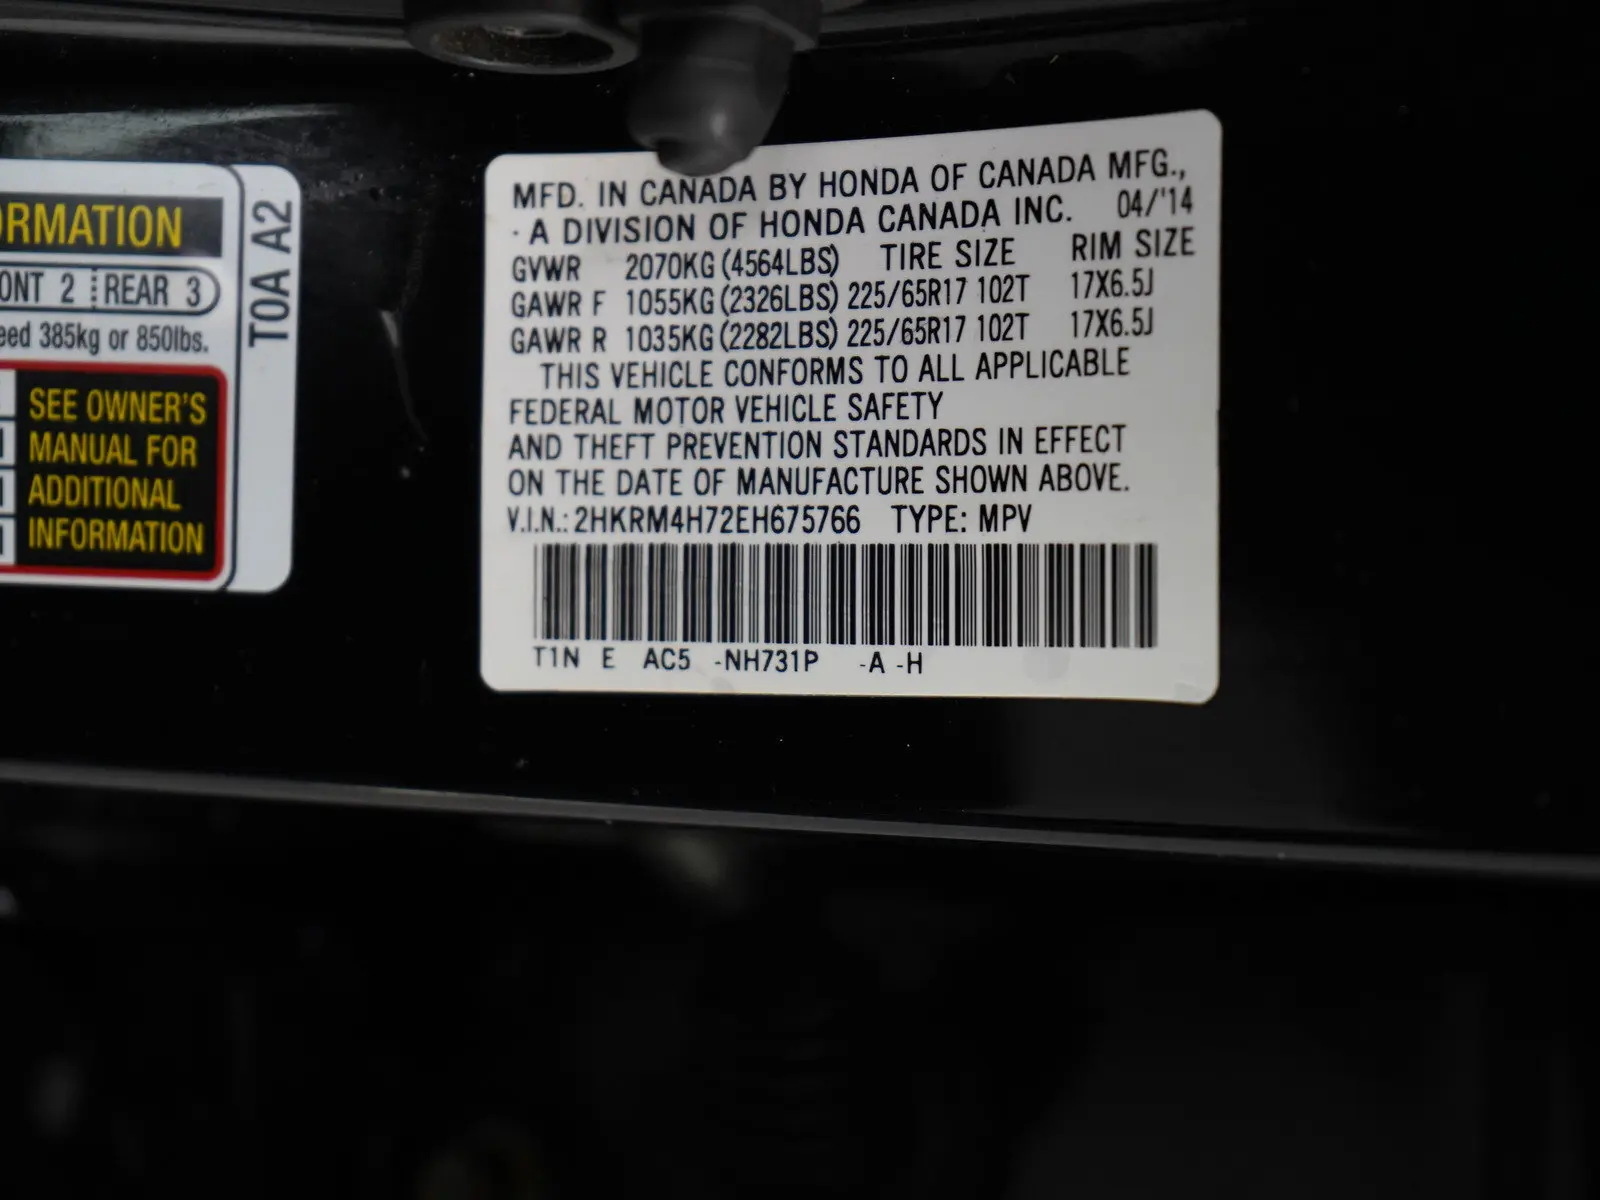 ORMATION
ONT 2 REAR 3
eed 385kg or 850lbs.
SEE OWNER'S
MANUAL FOR
ADDITIONAL
INFORMATION
T0A A2
MFD. IN CANADA BY HONDA OF CANADA MFG.,
· A DIVISION OF HONDA CANADA INC. 04/'14
GVWR 2070KG (4564LBS) TIRE SIZE RIM SIZE
GAWR F 1055KG (2326LBS) 225/65R17 102T 17X6.5J
GAWR R 1035KG (2282LBS) 225/65R17 102T 17X6.5J
THIS VEHICLE CONFORMS TO ALL APPLICABLE
FEDERAL MOTOR VEHICLE SAFETY
AND THEFT PREVENTION STANDARDS IN EFFECT
ON THE DATE OF MANUFACTURE SHOWN ABOVE.
V.I.N.: 2HKRM4H72EH675766 TYPE: MPV
T1N E AC5 -NH731P -A -H